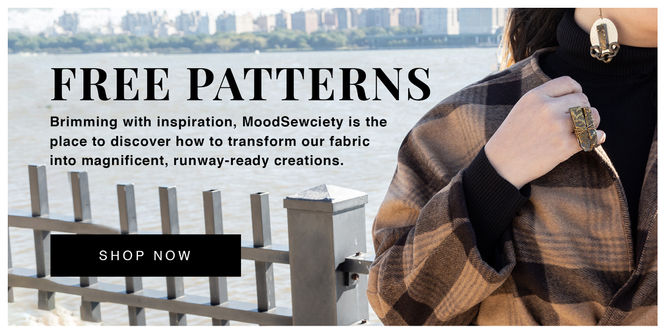 FREE PATTERNS
Brimming with inspiration, MoodSewciety is the
place to discover how to transform our fabric
into magnificent, runway-ready creations.
SHOP NOW